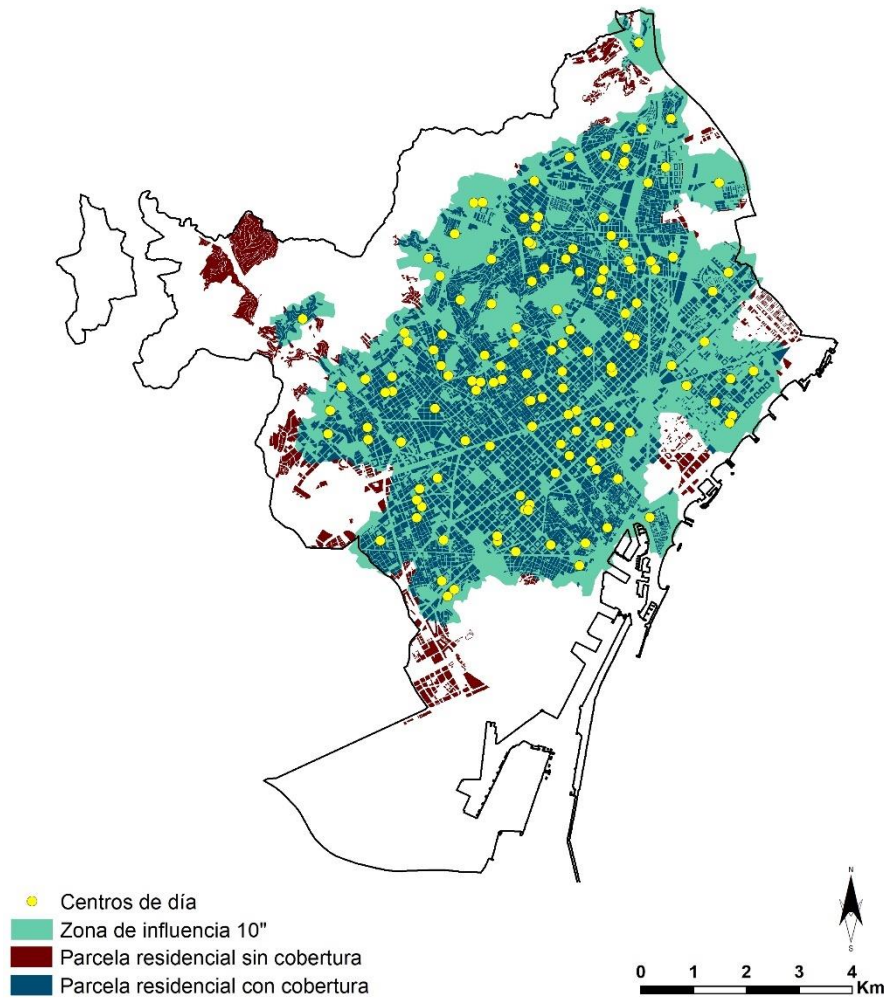 Centros de día
Zona de influencia 10"
Parcela residencial sin cobertura
Parcela residencial con cobertura
N
S
0 1 2 3 4
Km